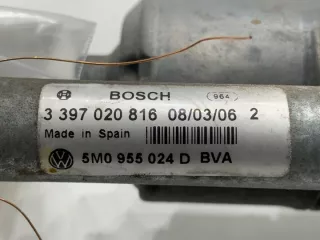 BOSCH 964
3 397 020 816 08/03/06 2
Made in Spain
5M0 955 024 D BVA